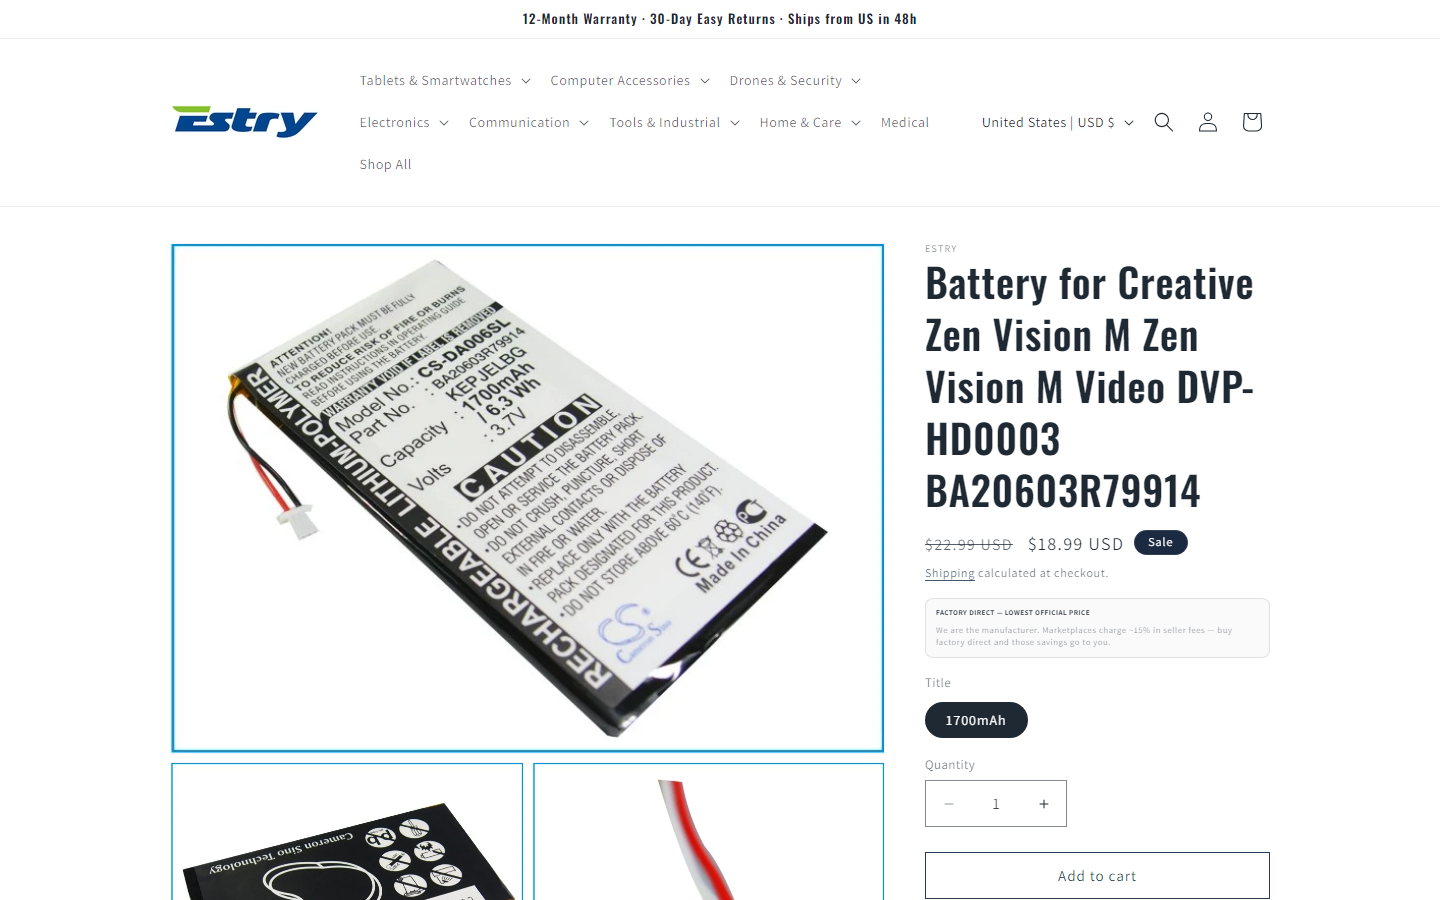 12-Month Warranty · 30-Day Easy Returns · Ships from US in 48h
Estry
Tablets & Smartwatches
Computer Accessories
Drones & Security
Electronics
Communication
Tools & Industrial
Home & Care
Medical
Shop All
United States | USD $
ATTENTION!
NEW BATTERY PACK MUST BE FULLY
CHARGED BEFORE USE.
TO REDUCE RISK OF FIRE OR BURNS
READ INSTRUCTIONS IN OPERATING GUIDE
BEFORE USING THE BATTERY.
WARRANTY VOID IF LABEL IS REMOVED
Model No.: CS-DA006SL
Part No. : BA20603R79914
KEPJELBG
Capacity : 1700mAh
/ 6.3 Wh
Volts : 3.7V
CAUTION
•DO NOT ATTEMPT TO DISASSEMBLE,
OPEN OR SERVICE THE BATTERY PACK.
•DO NOT CRUSH, PUNCTURE, SHORT
EXTERNAL CONTACTS OR DISPOSE OF
IN FIRE OR WATER.
•REPLACE ONLY WITH THE BATTERY
PACK DESIGNATED FOR THIS PRODUCT.
•DO NOT STORE ABOVE 60°C (140°F).
RECHARGEABLE LITHIUM-POLYMER
CE
Made In China
CS
Cameron Sino
Cameron Sino Technology
Pb
ESTRY
Battery for Creative
Zen Vision M Zen
Vision M Video DVP-
HD0003
BA20603R79914
$22.99 USD $18.99 USD Sale
Shipping calculated at checkout.
FACTORY DIRECT — LOWEST OFFICIAL PRICE
We are the manufacturer. Marketplaces charge ~15% in seller fees — buy
factory direct and those savings go to you.
Title
1700mAh
Quantity
1
Add to cart